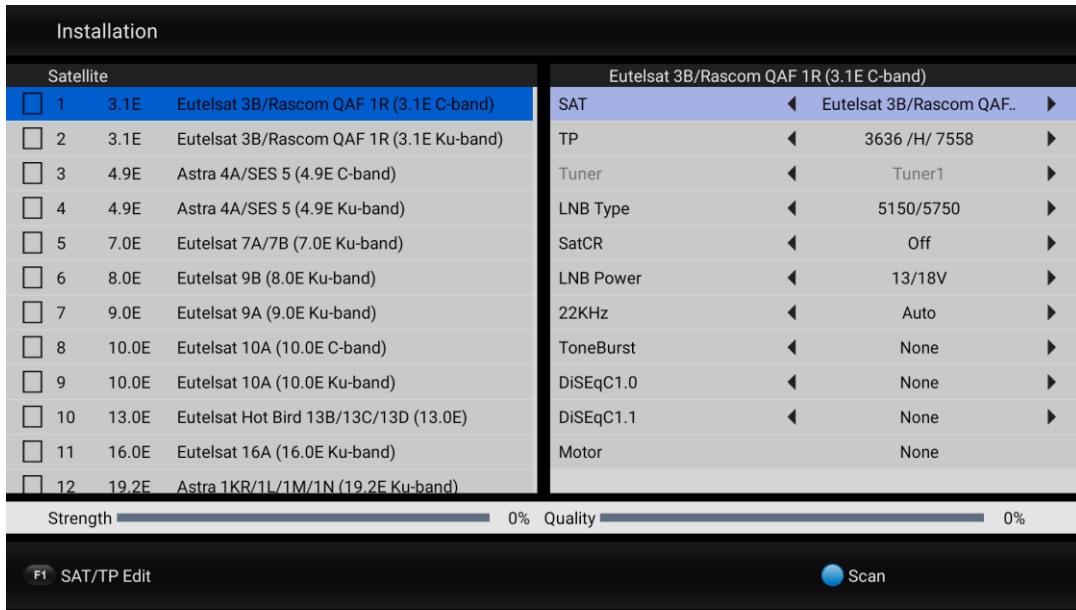 Installation
Satellite
1 3.1E Eutelsat 3B/Rascom QAF 1R (3.1E C-band)
2 3.1E Eutelsat 3B/Rascom QAF 1R (3.1E Ku-band)
3 4.9E Astra 4A/SES 5 (4.9E C-band)
4 4.9E Astra 4A/SES 5 (4.9E Ku-band)
5 7.0E Eutelsat 7A/7B (7.0E Ku-band)
6 8.0E Eutelsat 9B (8.0E Ku-band)
7 9.0E Eutelsat 9A (9.0E Ku-band)
8 10.0E Eutelsat 10A (10.0E C-band)
9 10.0E Eutelsat 10A (10.0E Ku-band)
10 13.0E Eutelsat Hot Bird 13B/13C/13D (13.0E)
11 16.0E Eutelsat 16A (16.0E Ku-band)
12 19.2E Astra 1KR/1L/1M/1N (19.2E Ku-band)
Eutelsat 3B/Rascom QAF 1R (3.1E C-band)
SAT Eutelsat 3B/Rascom QAF..
TP 3636 /H/ 7558
Tuner Tuner1
LNB Type 5150/5750
SatCR Off
LNB Power 13/18V
22KHz Auto
ToneBurst None
DiSEqC1.0 None
DiSEqC1.1 None
Motor None
Strength 0% Quality 0%
F1 SAT/TP Edit
Scan